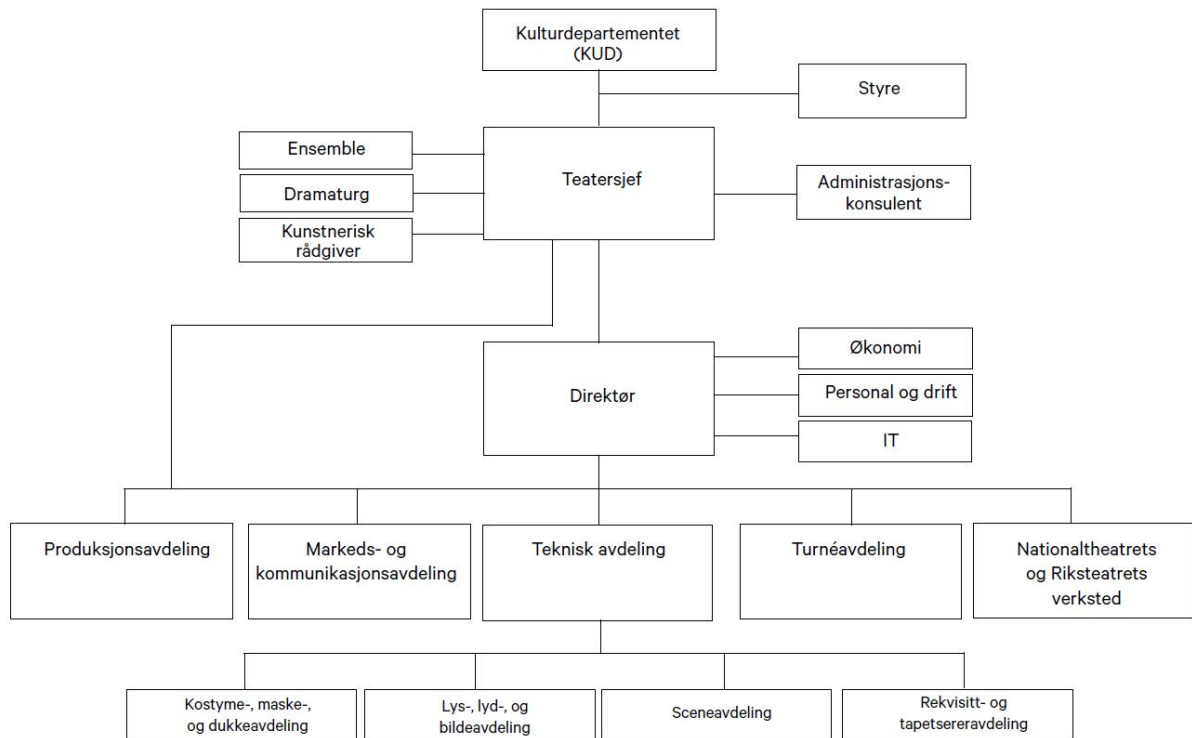 Kulturdepartementet
(KUD)
Styre
Ensemble
Dramaturg
Kunstnerisk
rådgiver
Teatersjef
Administrasjons-
konsulent
Direktør
Økonomi
Personal og drift
IT
Produksjonsavdeling
Markeds- og
kommunikasjonsavdeling
Teknisk avdeling
Turnéavdeling
Nationaltheatrets
og Riksteatrets
verksted
Kostyme-, maske-,
og dukkeavdeling
Lys-, lyd-, og
bildeavdeling
Sceneavdeling
Rekvisitt- og
tapetsereravdeling